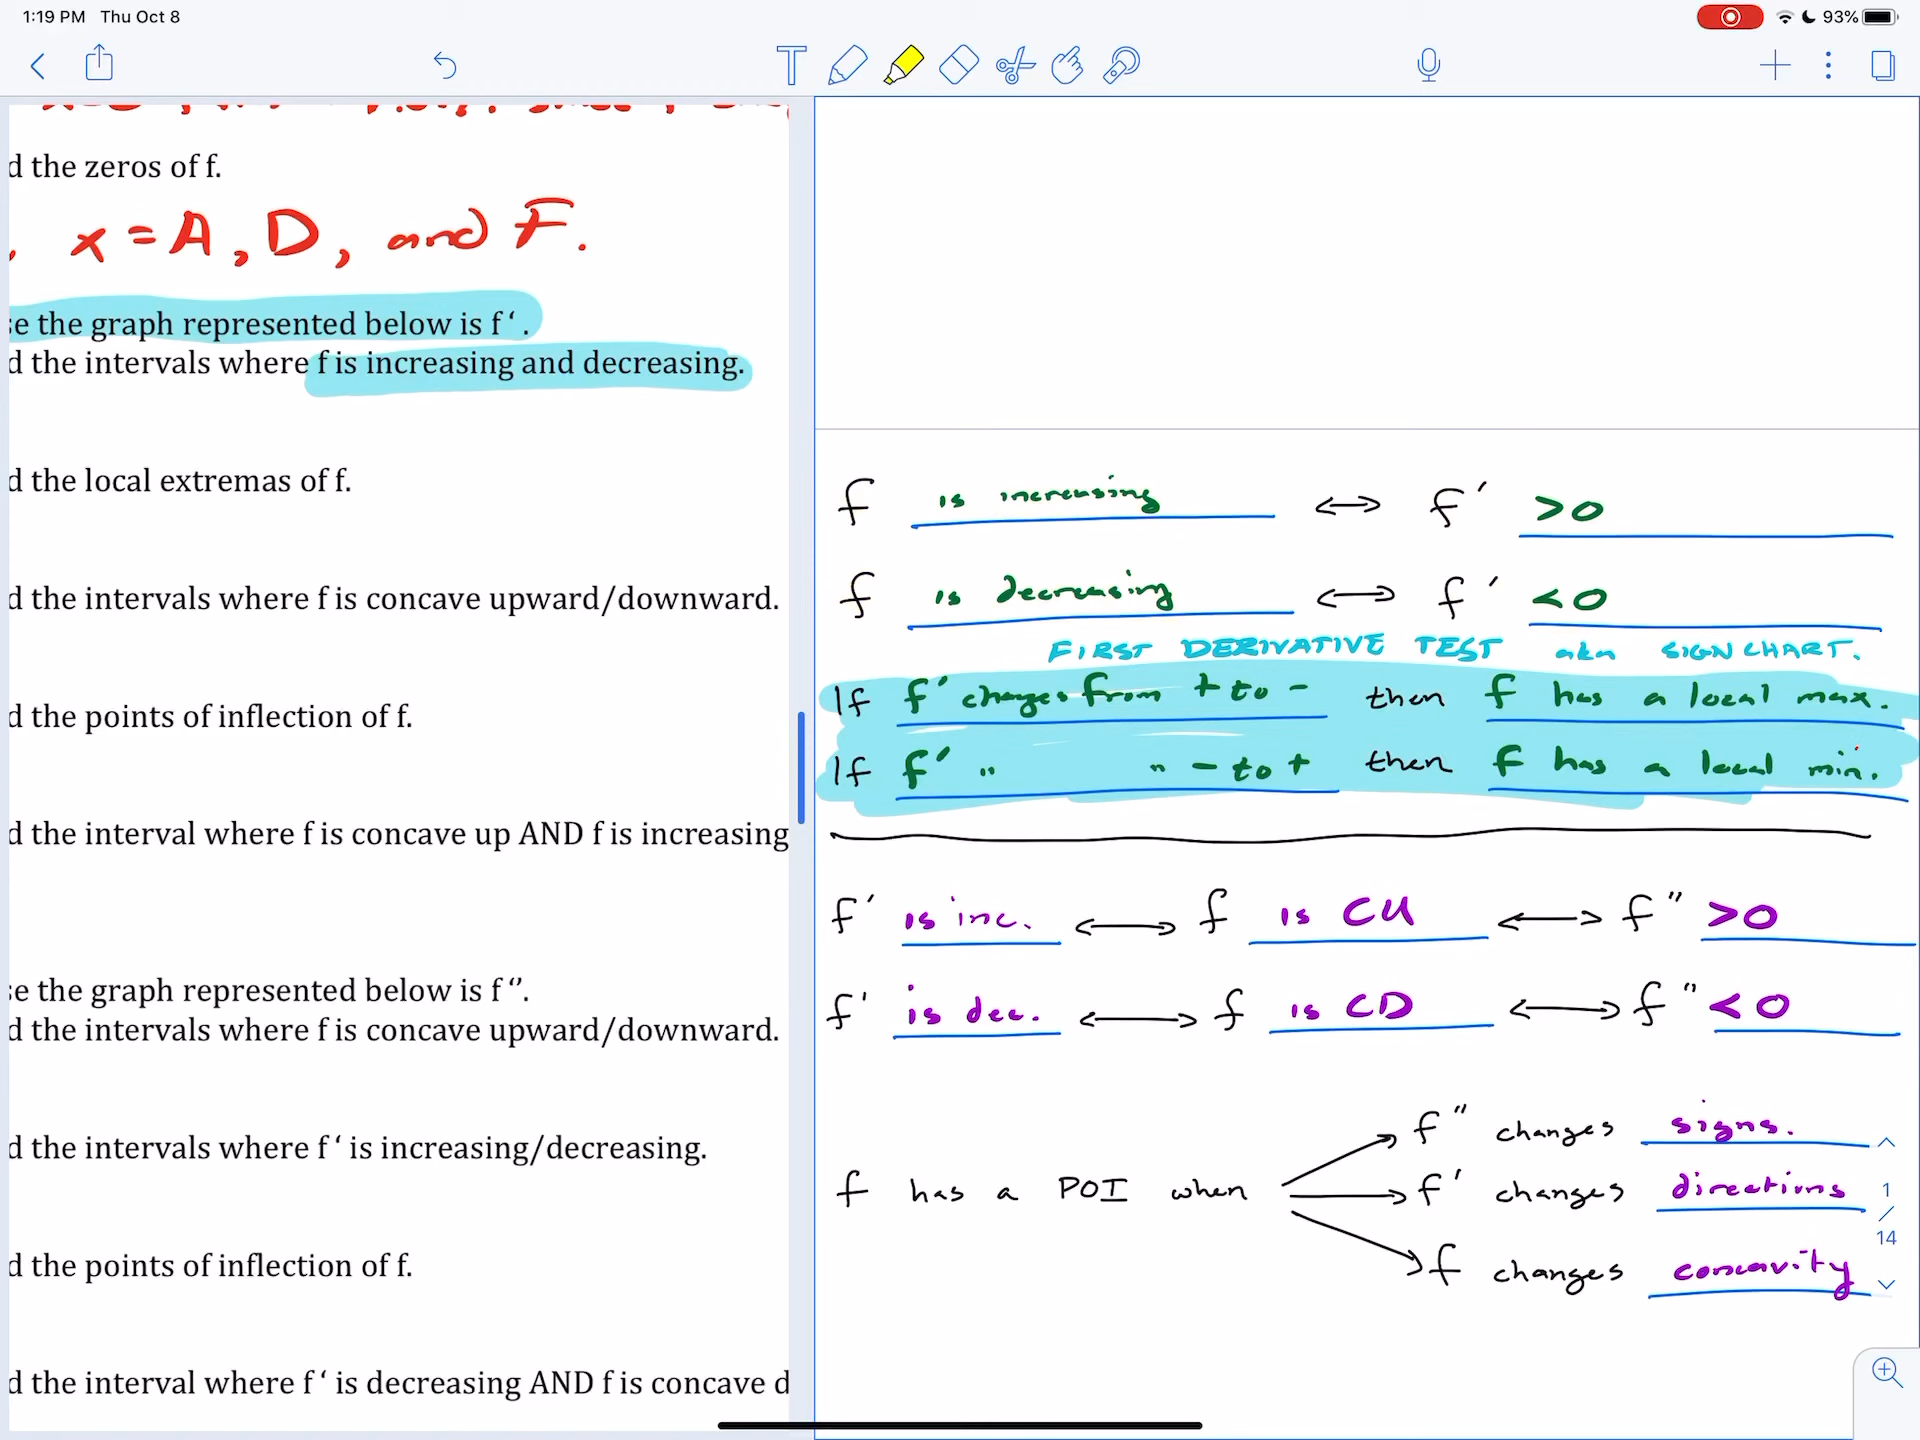 1:19 PM Thu Oct 8
93%
d the zeros of f.
x = A, D, and F.
se the graph represented below is f ‘ .
d the intervals where f is increasing and decreasing.
d the local extremas of f.
d the intervals where f is concave upward/downward.
d the points of inflection of f.
d the interval where f is concave up AND f is increasing
se the graph represented below is f ‘’.
d the intervals where f is concave upward/downward.
d the intervals where f ‘ is increasing/decreasing.
d the points of inflection of f.
d the interval where f ‘ is decreasing AND f is concave d
f is increasing ↔ f' >0
f is decreasing ↔ f' <0
FIRST DERIVATIVE TEST aka SIGN CHART.
If f' changes from + to - then f has a local max.
If f' " " - to + then f has a local min.
f' is inc. ↔ f is CU ↔ f" >0
f' is dec. ↔ f is CD ↔ f" <0
f" changes signs.
f has a POI when f' changes directions
f changes concavity
1
/
14